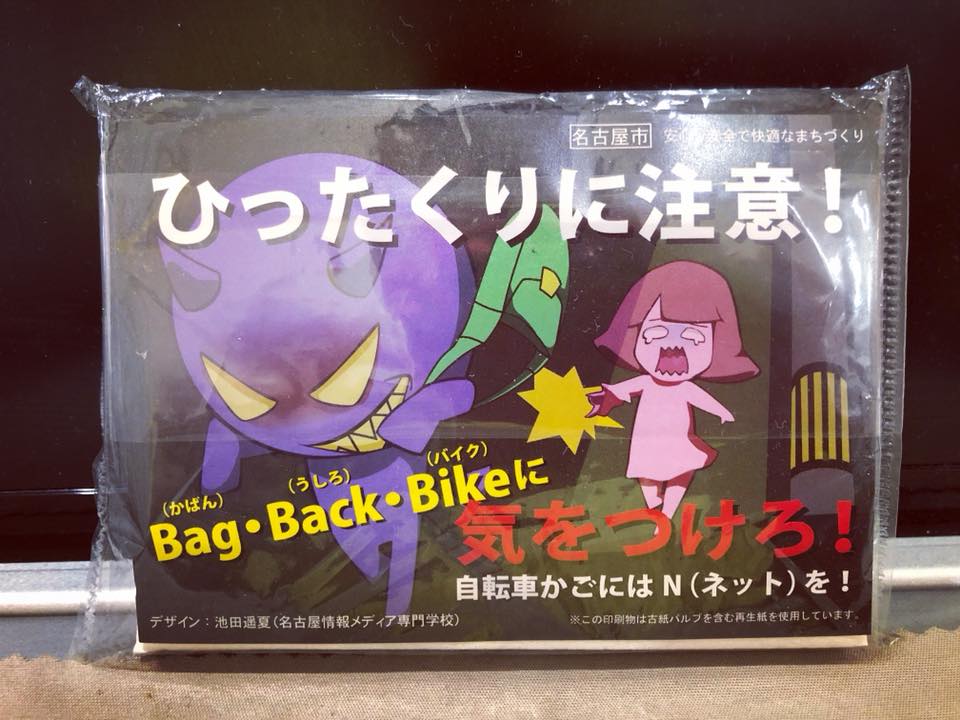 名古屋市 安心・安全で快適なまちづくり
ひったくりに注意！
（かばん） （うしろ） （バイク）
Bag・Back・Bikeに
気をつけろ！
自転車かごにはN（ネット）を！
デザイン：池田遥夏（名古屋情報メディア専門学校）
※この印刷物は古紙パルプを含む再生紙を使用しています。